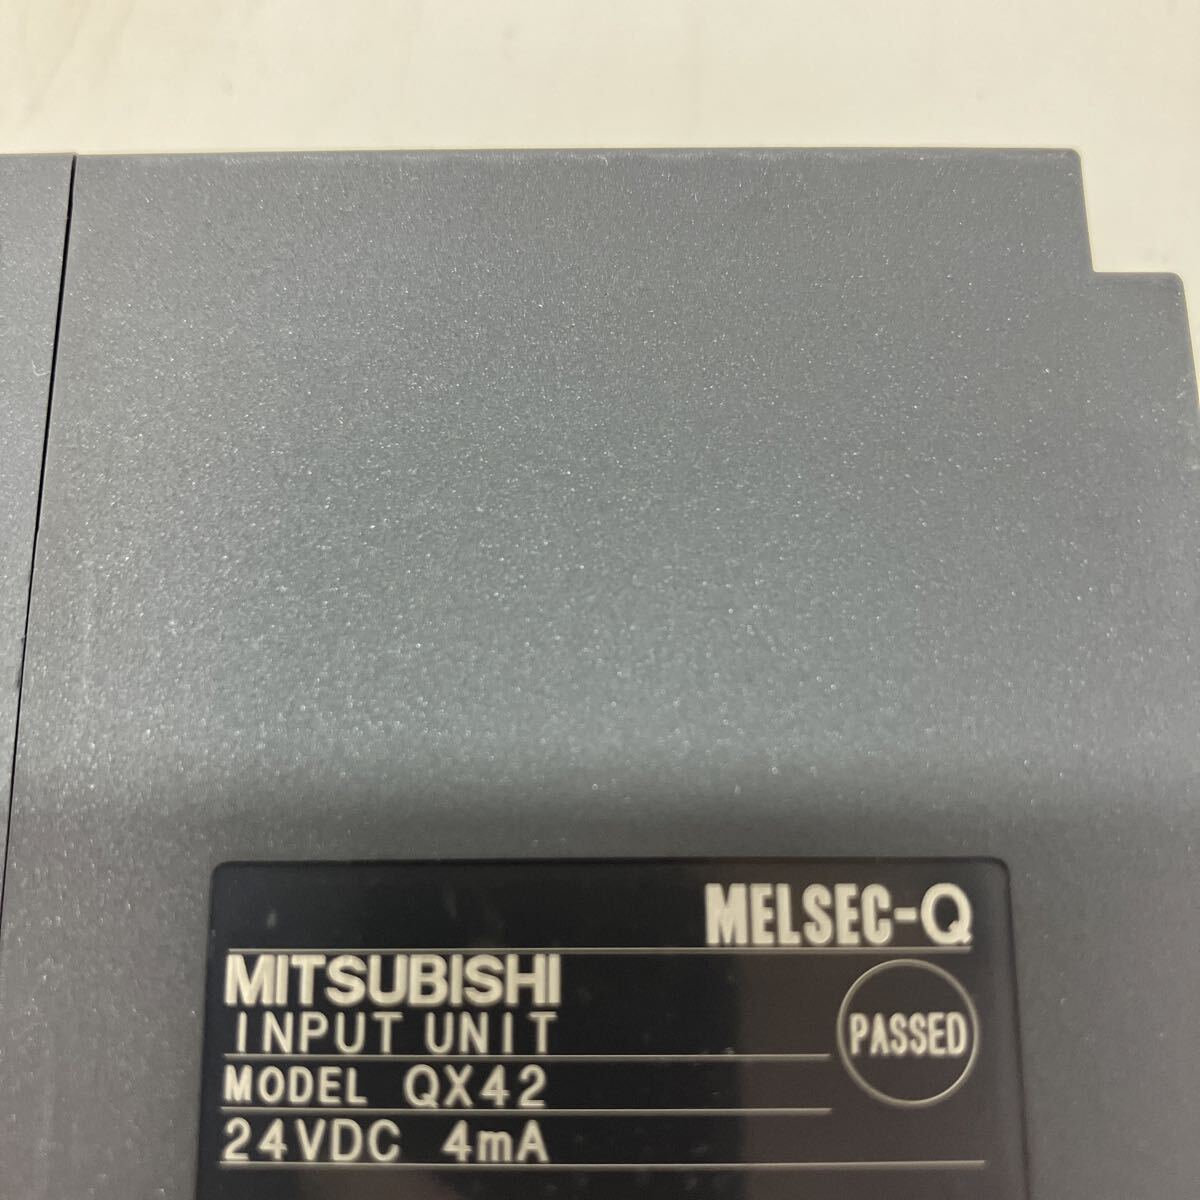 MELSEC-Q
MITSUBISHI
INPUT UNIT
PASSED
MODEL QX42
24VDC 4mA